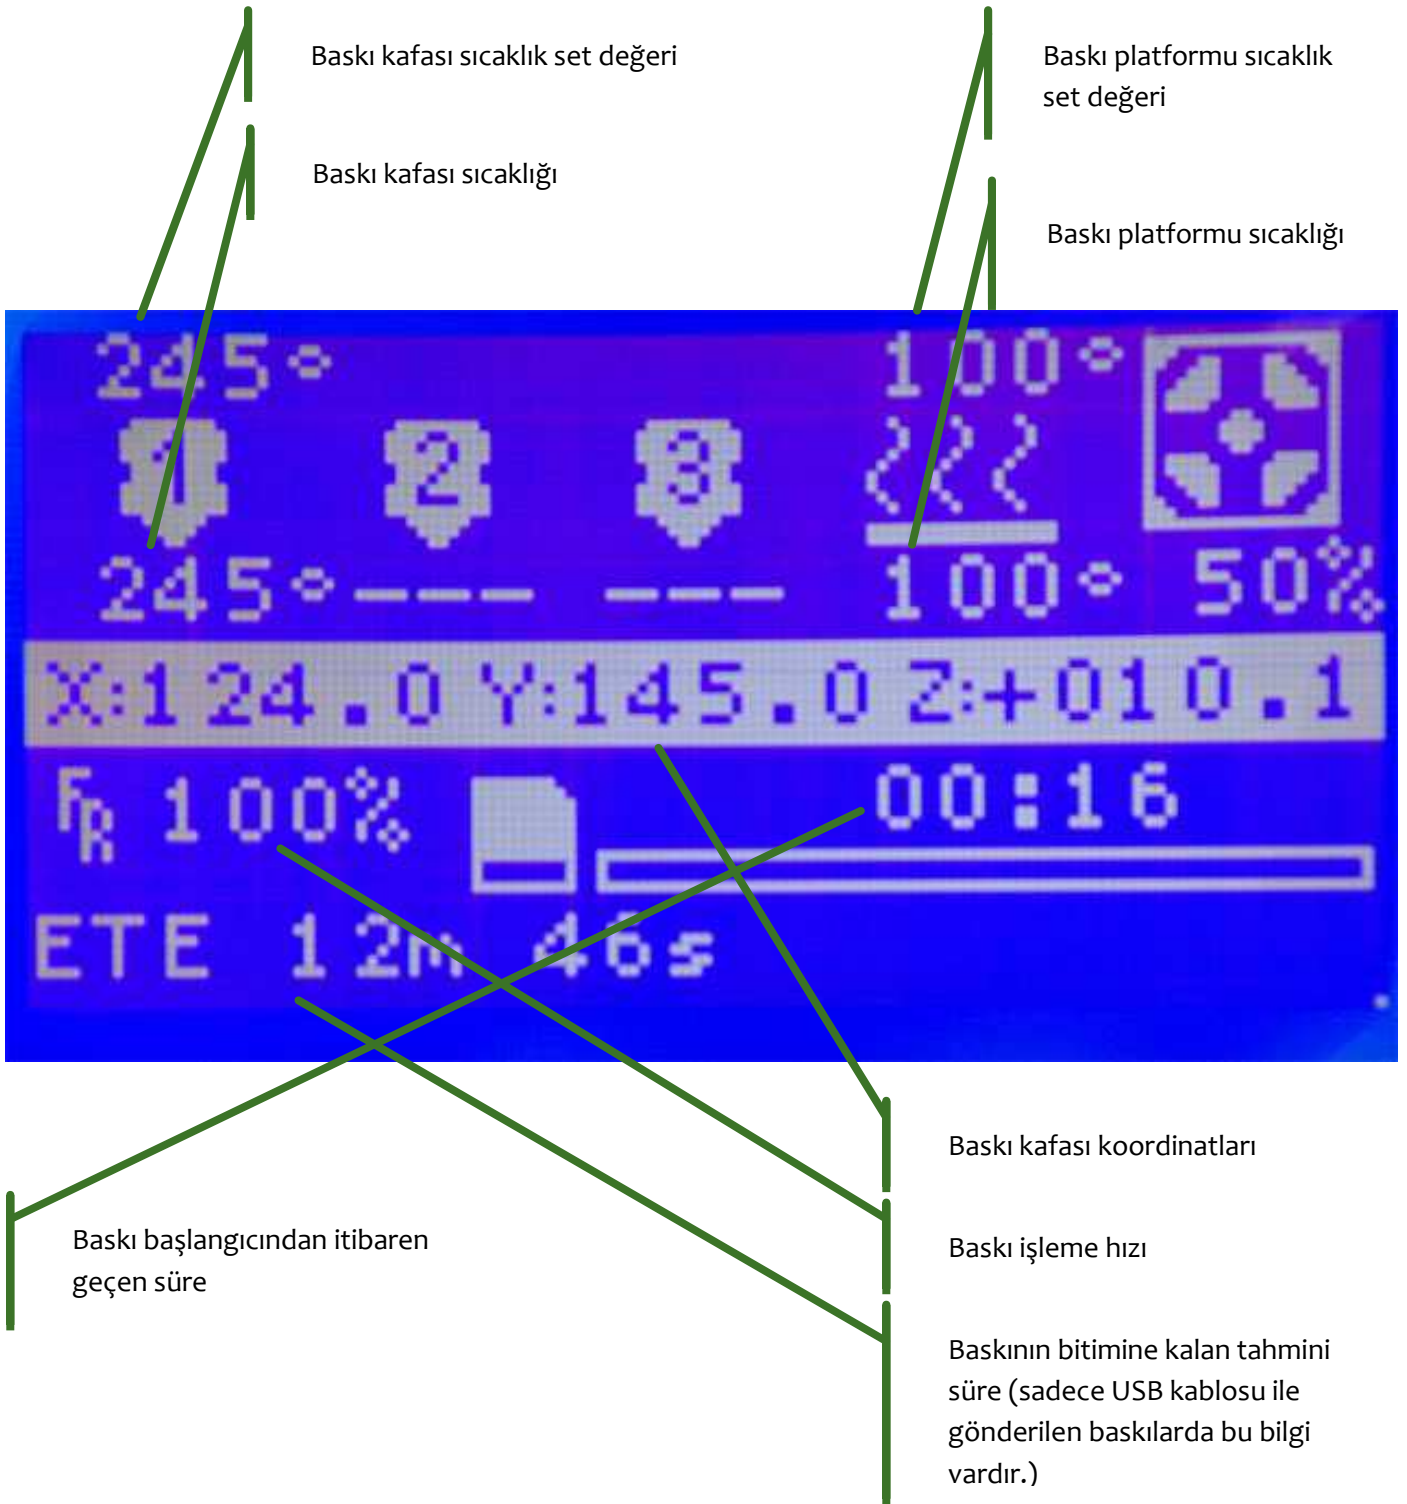 Baskı kafası sıcaklık set değeri
Baskı platformu sıcaklık
set değeri
Baskı kafası sıcaklığı
Baskı platformu sıcaklığı
245° 100°
1 2 3
245° --- --- 100° 50%
X:124.0 Y:145.0 Z:+010.1
FR 100% 00:16
ETE 12m 46s
Baskı kafası koordinatları
Baskı başlangıcından itibaren
geçen süre
Baskı işleme hızı
Baskının bitimine kalan tahmini
süre (sadece USB kablosu ile
gönderilen baskılarda bu bilgi
vardır.)